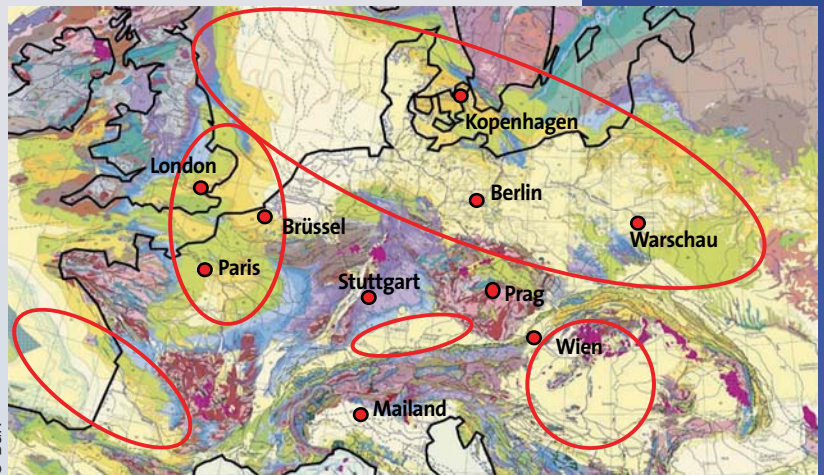 Kopenhagen
London
Berlin
Brüssel
Warschau
Paris
Stuttgart
Prag
Wien
Mailand